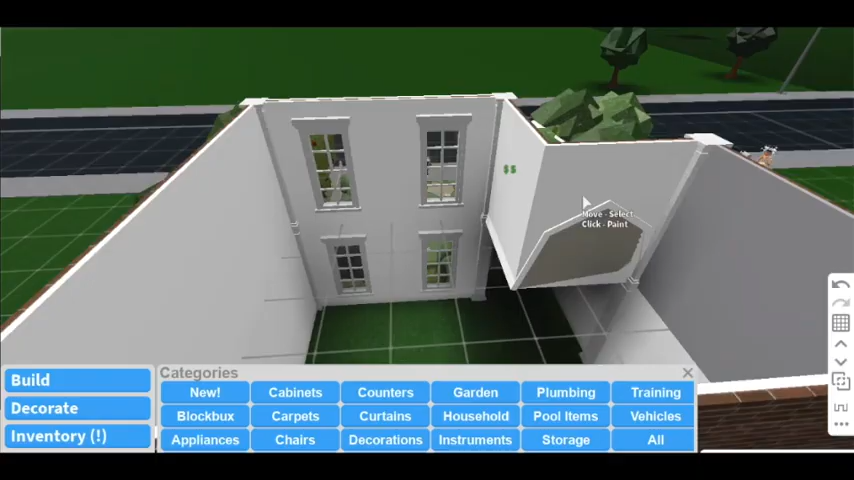 $$
Move - Select
Click - Paint
Build
Decorate
Inventory (!)
Categories
New!
Cabinets
Counters
Garden
Plumbing
Training
Blockbux
Carpets
Curtains
Household
Pool Items
Vehicles
Appliances
Chairs
Decorations
Instruments
Storage
All